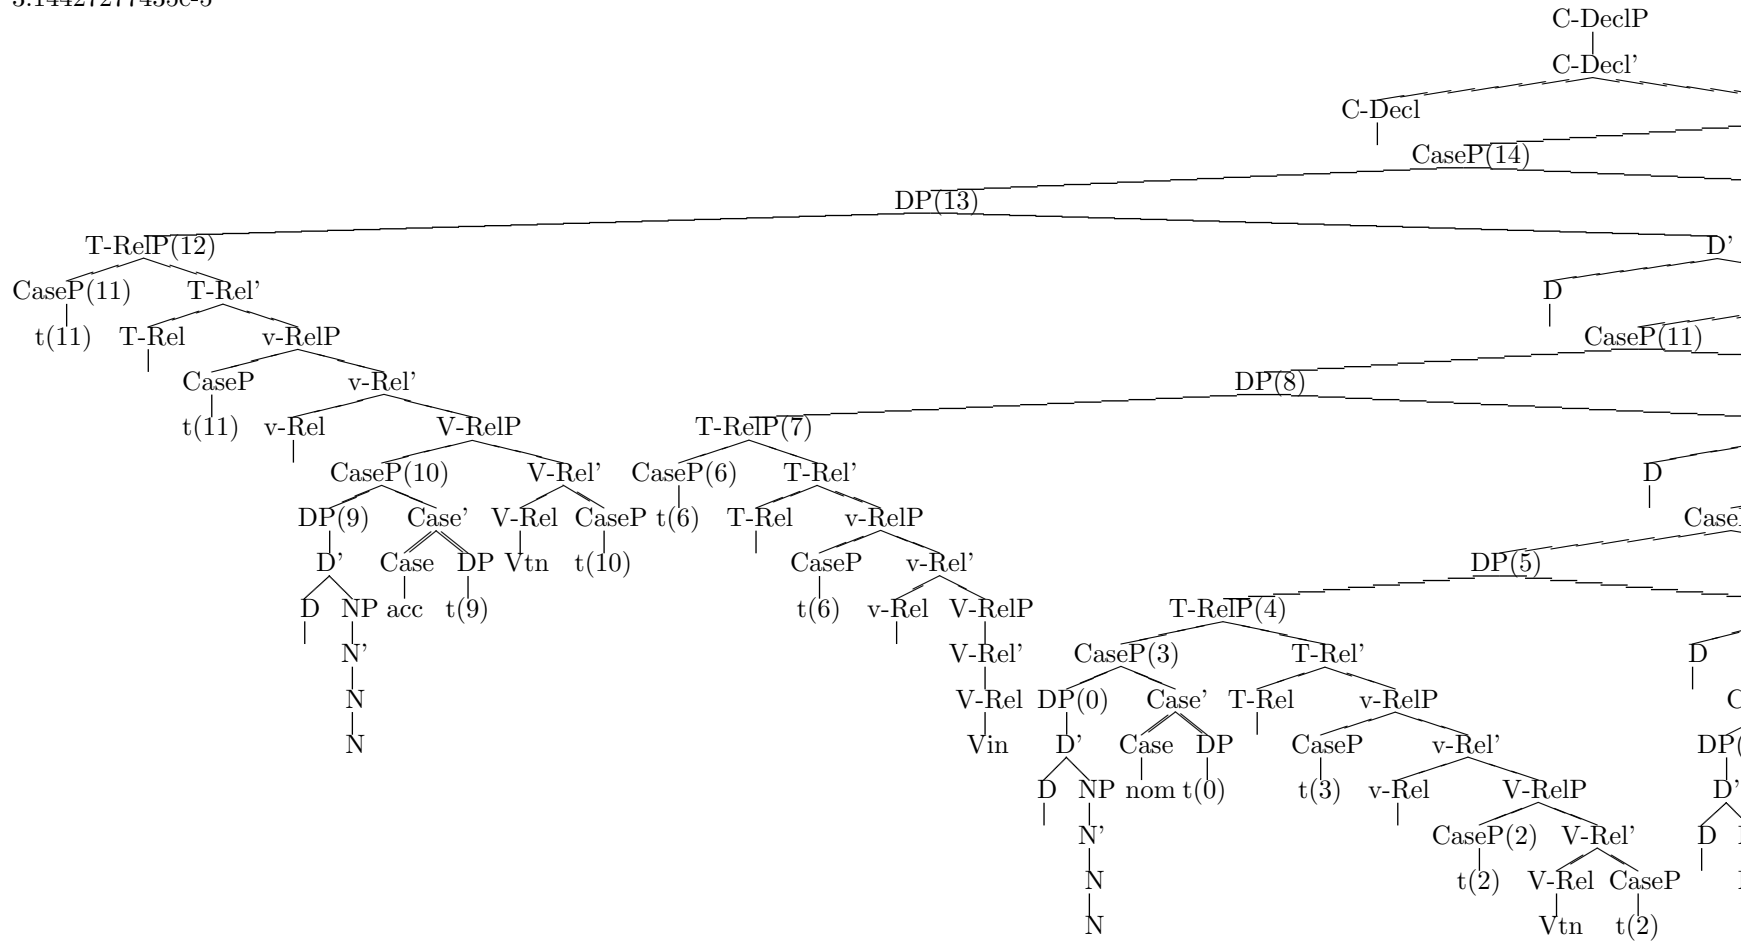 C-DeclP
C-Decl'
C-Decl
CaseP(14)
DP(13)
T-RelP(12) D'
CaseP(11) T-Rel' D
t(11) T-Rel v-RelP CaseP(11)
CaseP v-Rel' DP(8)
t(11) v-Rel V-RelP T-RelP(7)
CaseP(10) V-Rel' CaseP(6) T-Rel' D
DP(9) Case' V-Rel CaseP t(6) T-Rel v-RelP
D' Case DP Vtn t(10) CaseP v-Rel' DP(5)
D NP acc t(9) t(6) v-Rel V-RelP T-RelP(4)
N' V-Rel' CaseP(3) T-Rel' D
N V-Rel DP(0) Case' T-Rel v-RelP
N Vin D' Case DP CaseP v-Rel' DP(
D NP nom t(0) t(3) v-Rel V-RelP D'
N' CaseP(2) V-Rel' D
N t(2) V-Rel CaseP
N Vtn t(2)